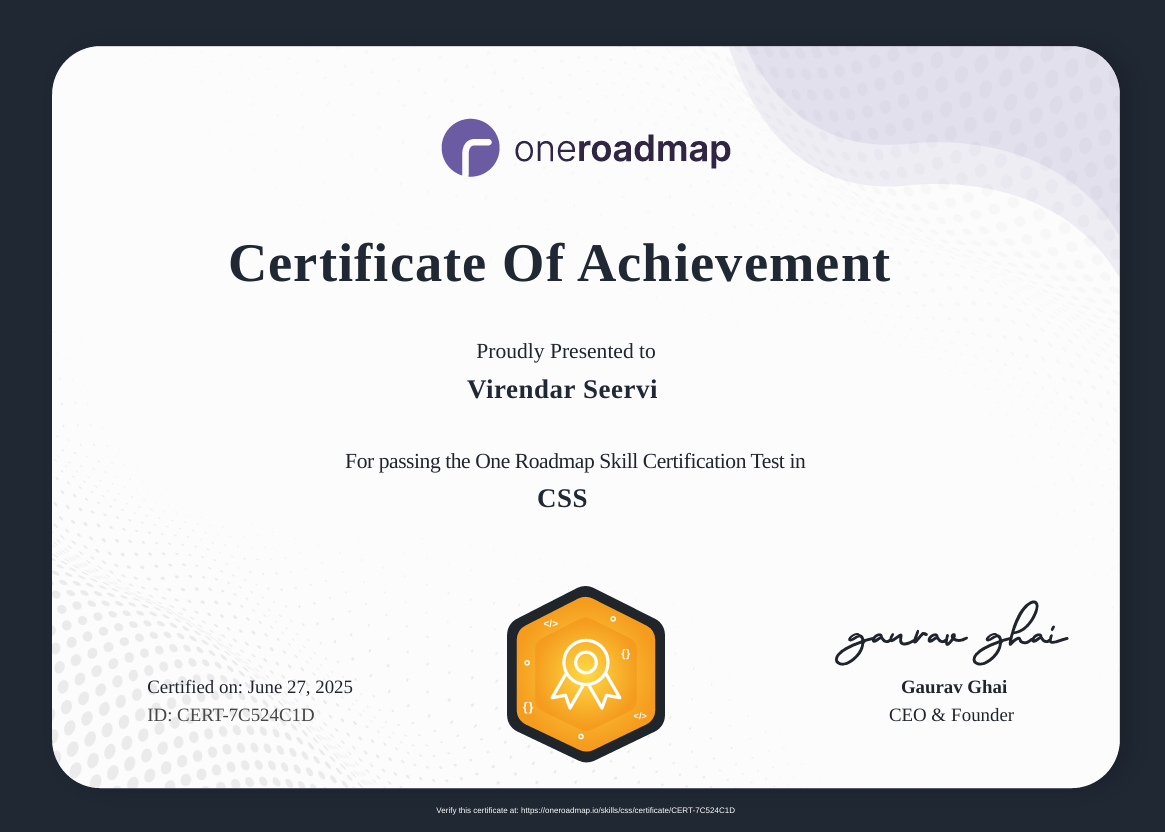 oneroadmap
Certificate Of Achievement
Proudly Presented to
Virendar Seervi
For passing the One Roadmap Skill Certification Test in
CSS
</>
{}
{}
</>
gaurav ghai
Certified on: June 27, 2025
ID: CERT-7C524C1D
Gaurav Ghai
CEO & Founder
Verify this certificate at: https://oneroadmap.io/skills/css/certificate/CERT-7C524C1D